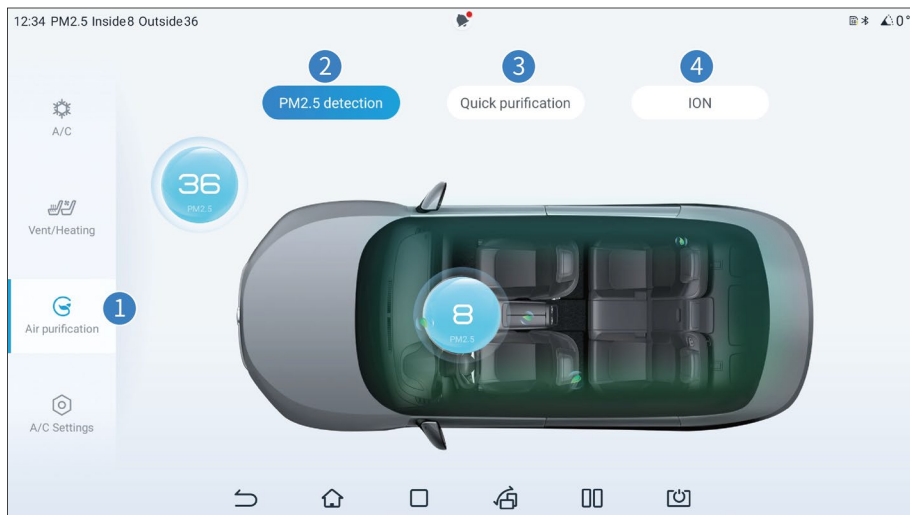 12:34 PM2.5 Inside8 Outside36
0°
2
3
4
PM2.5 detection
Quick purification
ION
A/C
36
PM2.5
Vent/Heating
1
Air purification
8
PM2.5
A/C Settings